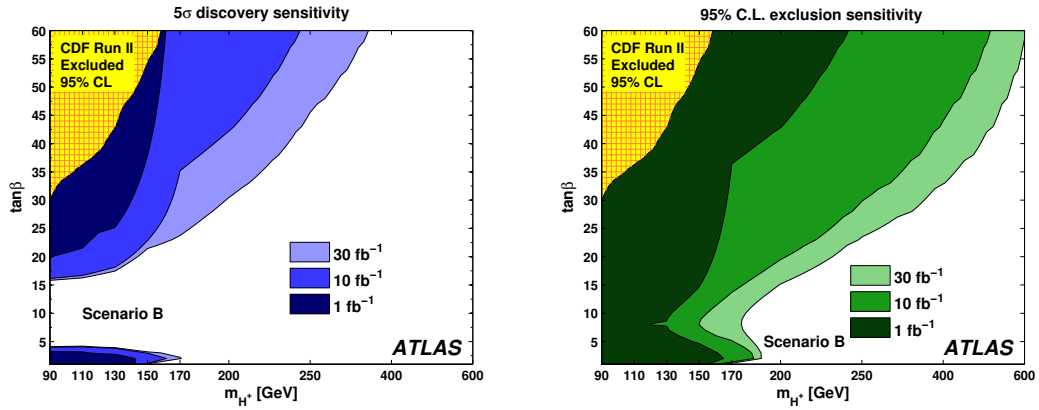 5σ discovery sensitivity
60
55
50
45
40
35
30
25
20
15
10
5
tanβ
CDF Run II
Excluded
95% CL
30 fb⁻¹
10 fb⁻¹
1 fb⁻¹
Scenario B
ATLAS
90 110 130 150 170 200 250 400 600
m_H⁺ [GeV]
95% C.L. exclusion sensitivity
60
55
50
45
40
35
30
25
20
15
10
5
tanβ
CDF Run II
Excluded
95% CL
30 fb⁻¹
10 fb⁻¹
1 fb⁻¹
Scenario B
ATLAS
90 110 130 150 170 200 250 400 600
m_H⁺ [GeV]